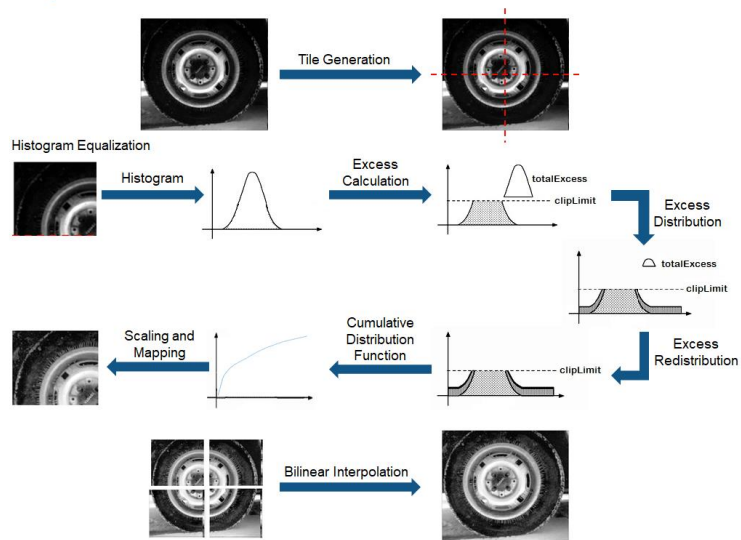 Tile Generation
Histogram Equalization
Histogram
Excess
Calculation
totalExcess
clipLimit
Excess
Distribution
totalExcess
clipLimit
Scaling and
Mapping
Cumulative
Distribution
Function
clipLimit
Excess
Redistribution
Bilinear Interpolation